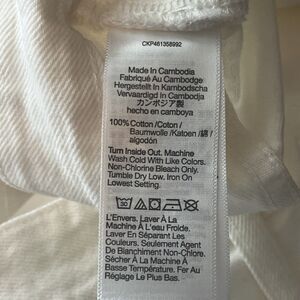 CKP461358992
Made In Cambodia
Fabriqué Au Cambodge
Hergestellt In Kambodscha
Vervaardigd In Cambodja
カンボジア製
hecho en camboya
100% Cotton /Coton /
Baumwolle /Katoen /綿/
algodón
Turn Inside Out. Machine
Wash Cold With Like Colors.
Non-Chlorine Bleach Only.
Tumble Dry Low. Iron On
Lowest Setting.
L'Envers. Laver À La
Machine À L'eau Froide.
Laver En Séparant Les
Couleurs. Seulement Agent
De Blanchiment Non-Chlore.
Sécher À La Machine À
Basse Température. Fer Au
Réglage Le Plus Bas.